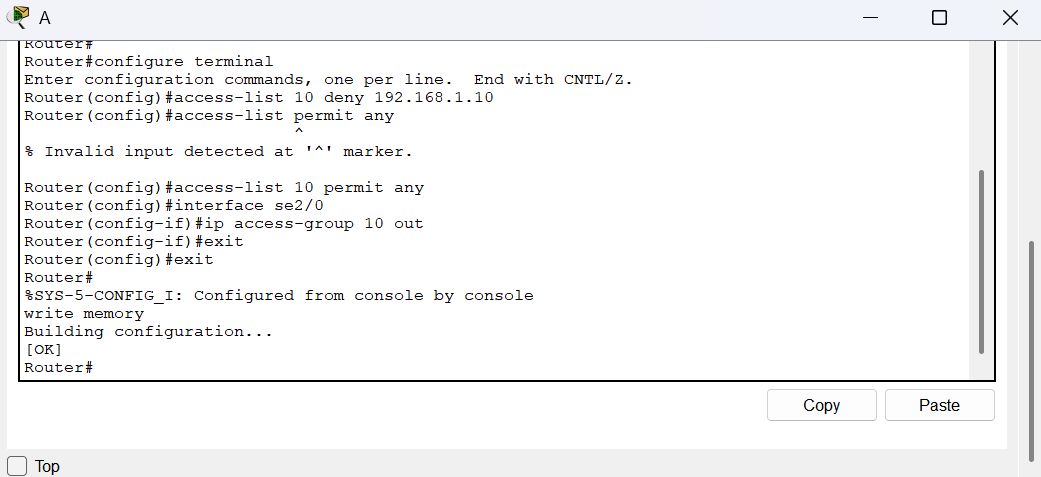 A
Router#
Router#configure terminal
Enter configuration commands, one per line.  End with CNTL/Z.
Router(config)#access-list 10 deny 192.168.1.10
Router(config)#access-list permit any
^
% Invalid input detected at '^' marker.
Router(config)#access-list 10 permit any
Router(config)#interface se2/0
Router(config-if)#ip access-group 10 out
Router(config-if)#exit
Router(config)#exit
Router#
%SYS-5-CONFIG_I: Configured from console by console
write memory
Building configuration...
[OK]
Router#
Copy
Paste
Top